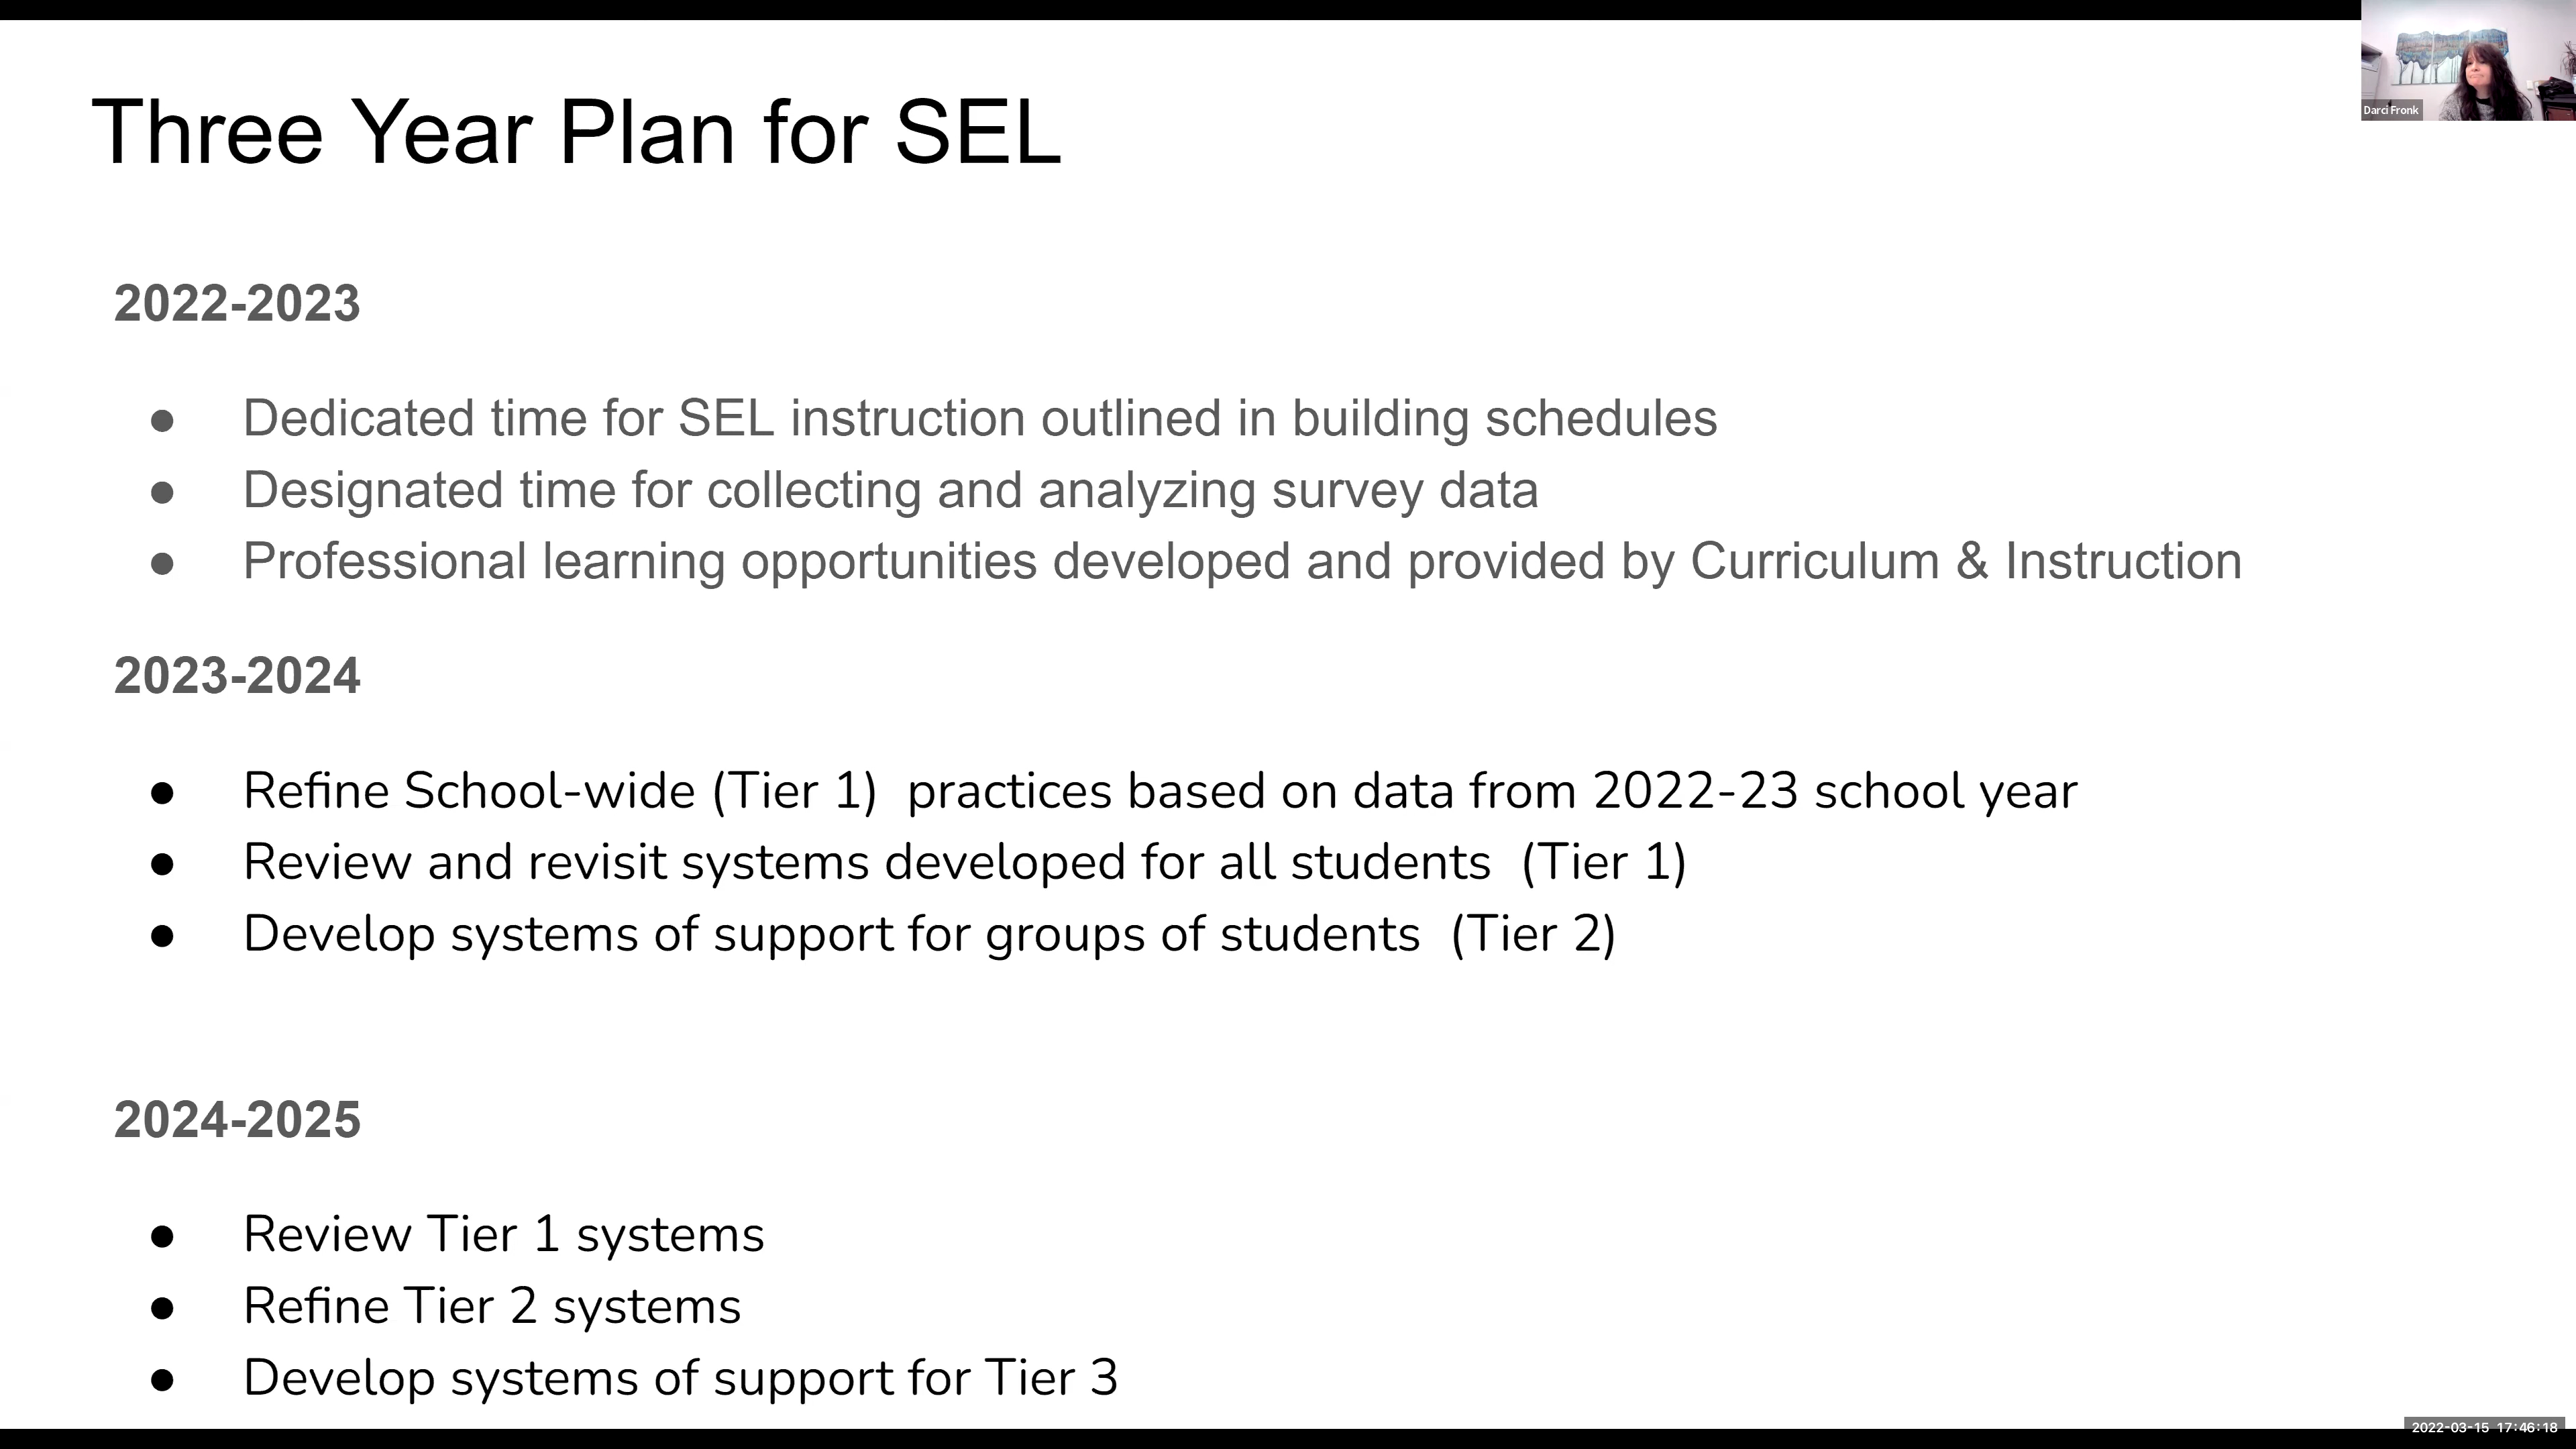 Three Year Plan for SEL
Darci Fronk
2022-2023
● Dedicated time for SEL instruction outlined in building schedules
● Designated time for collecting and analyzing survey data
● Professional learning opportunities developed and provided by Curriculum & Instruction
2023-2024
● Refine School-wide (Tier 1)  practices based on data from 2022-23 school year
● Review and revisit systems developed for all students  (Tier 1)
● Develop systems of support for groups of students  (Tier 2)
2024-2025
● Review Tier 1 systems
● Refine Tier 2 systems
● Develop systems of support for Tier 3
2022-03-15 17:46:18